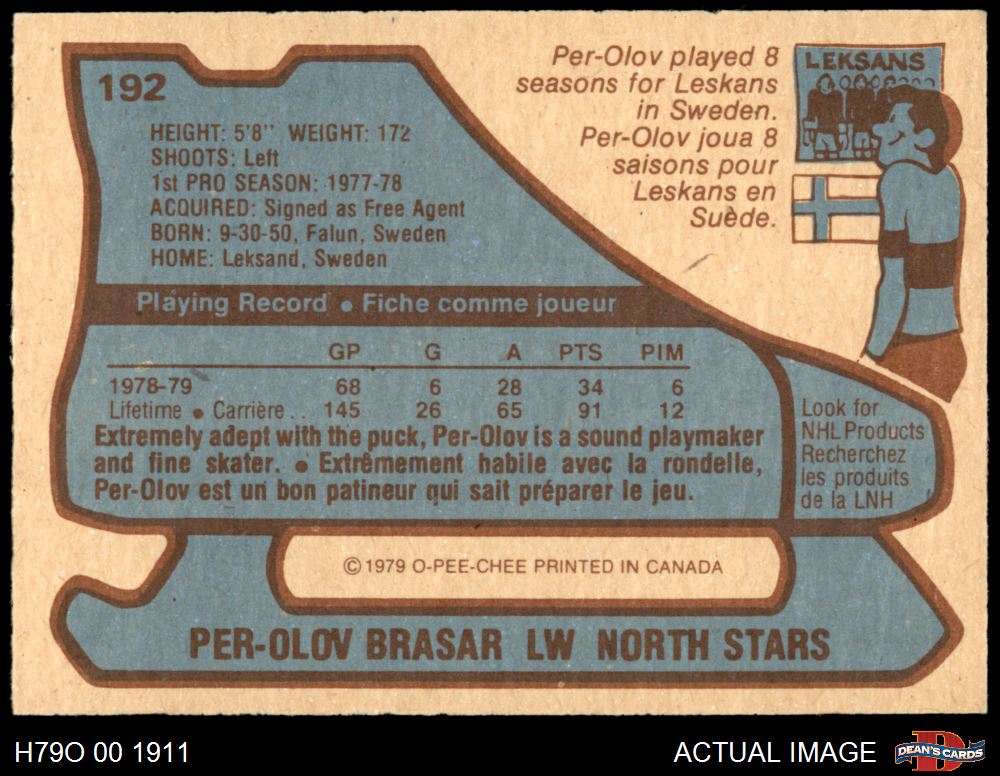 192
HEIGHT: 5'8" WEIGHT: 172
SHOOTS: Left
1st PRO SEASON: 1977-78
ACQUIRED: Signed as Free Agent
BORN: 9-30-50, Falun, Sweden
HOME: Leksand, Sweden
Per-Olov played 8
seasons for Leskans
in Sweden.
Per-Olov joua 8
saisons pour
Leskans en
Suède.
LEKSANS
Playing Record • Fiche comme joueur
GP G A PTS PIM
1978-79 68 6 28 34 6
Lifetime • Carrière . . 145 26 65 91 12
Extremely adept with the puck, Per-Olov is a sound playmaker
and fine skater. • Extrêmement habile avec la rondelle,
Per-Olov est un bon patineur qui sait préparer le jeu.
Look for
NHL Products
Recherchez
les produits
de la LNH
© 1979 O-PEE-CHEE PRINTED IN CANADA
PER-OLOV BRASAR LW NORTH STARS
H79O 00 1911
ACTUAL IMAGE
DEAN'S CARDS